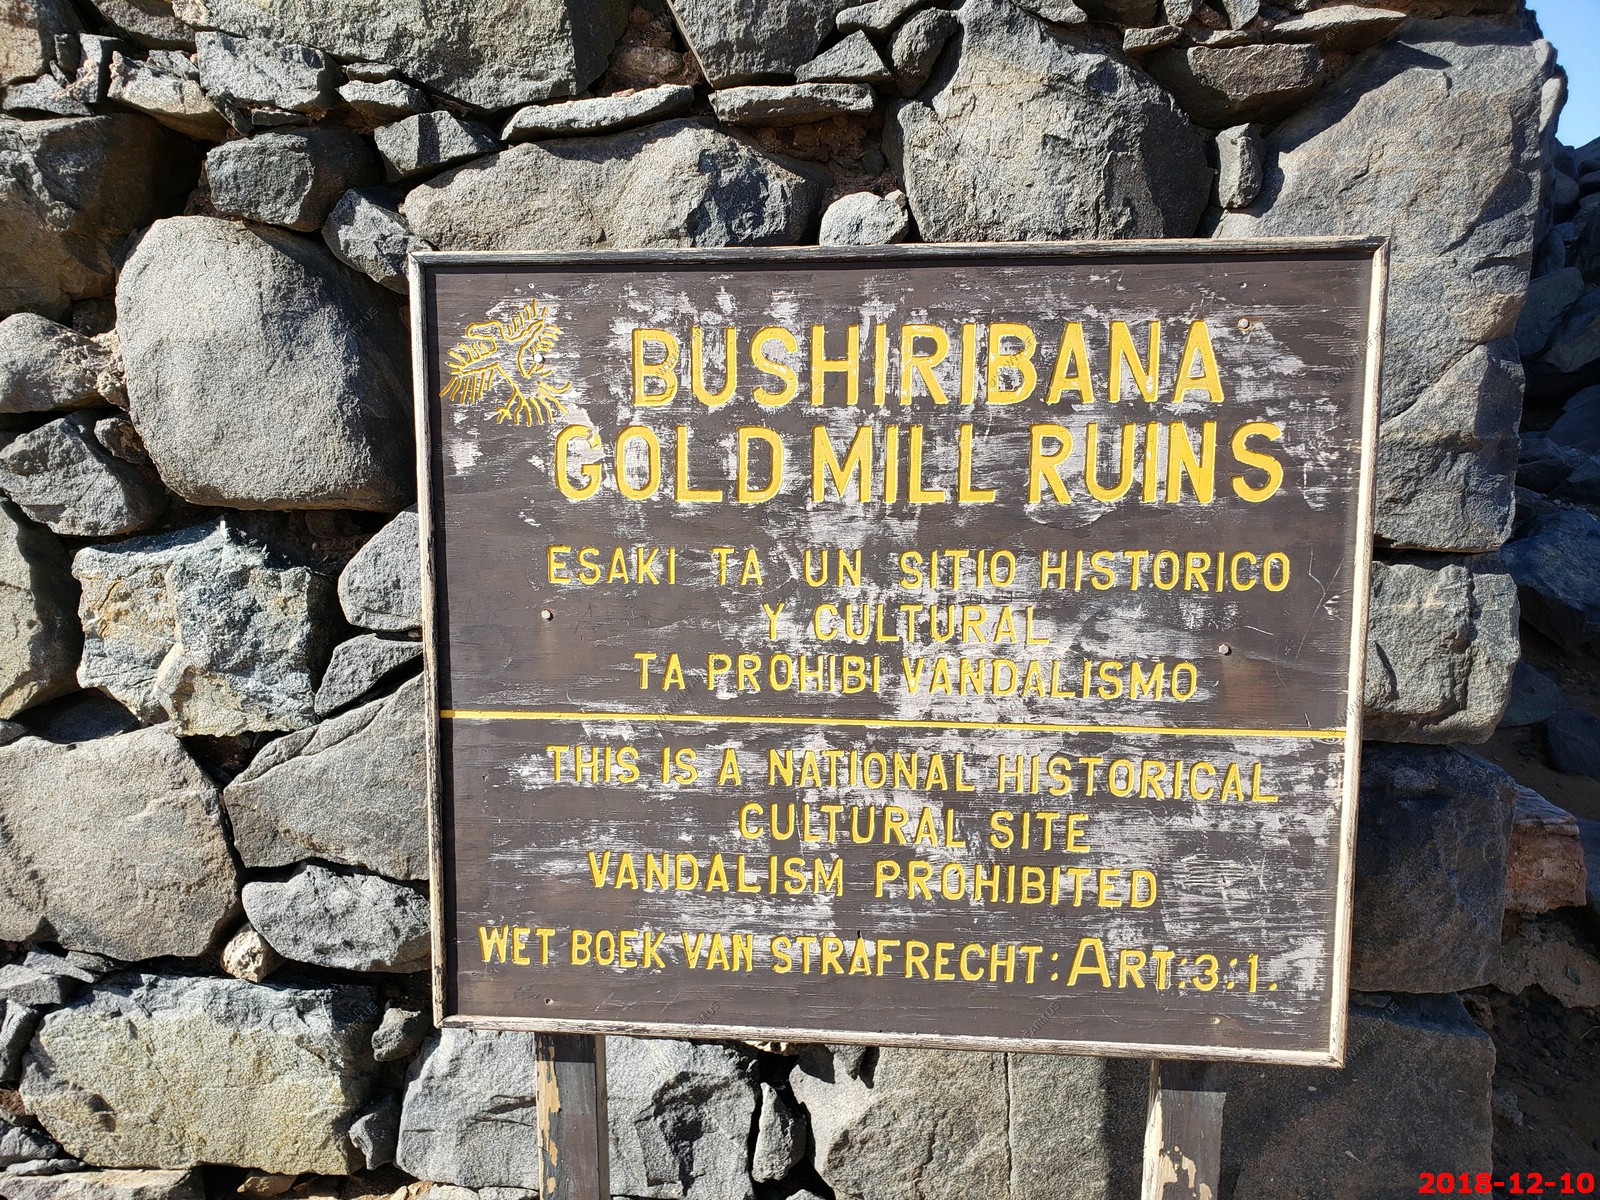 BUSHIRIBANA
GOLD MILL RUINS
ESAKI TA UN SITIO HISTORICO
Y CULTURAL
TA PROHIBI VANDALISMO
THIS IS A NATIONAL HISTORICAL
CULTURAL SITE
VANDALISM PROHIBITED
WET BOEK VAN STRAFRECHT: ART:3:1.
2018-12-10